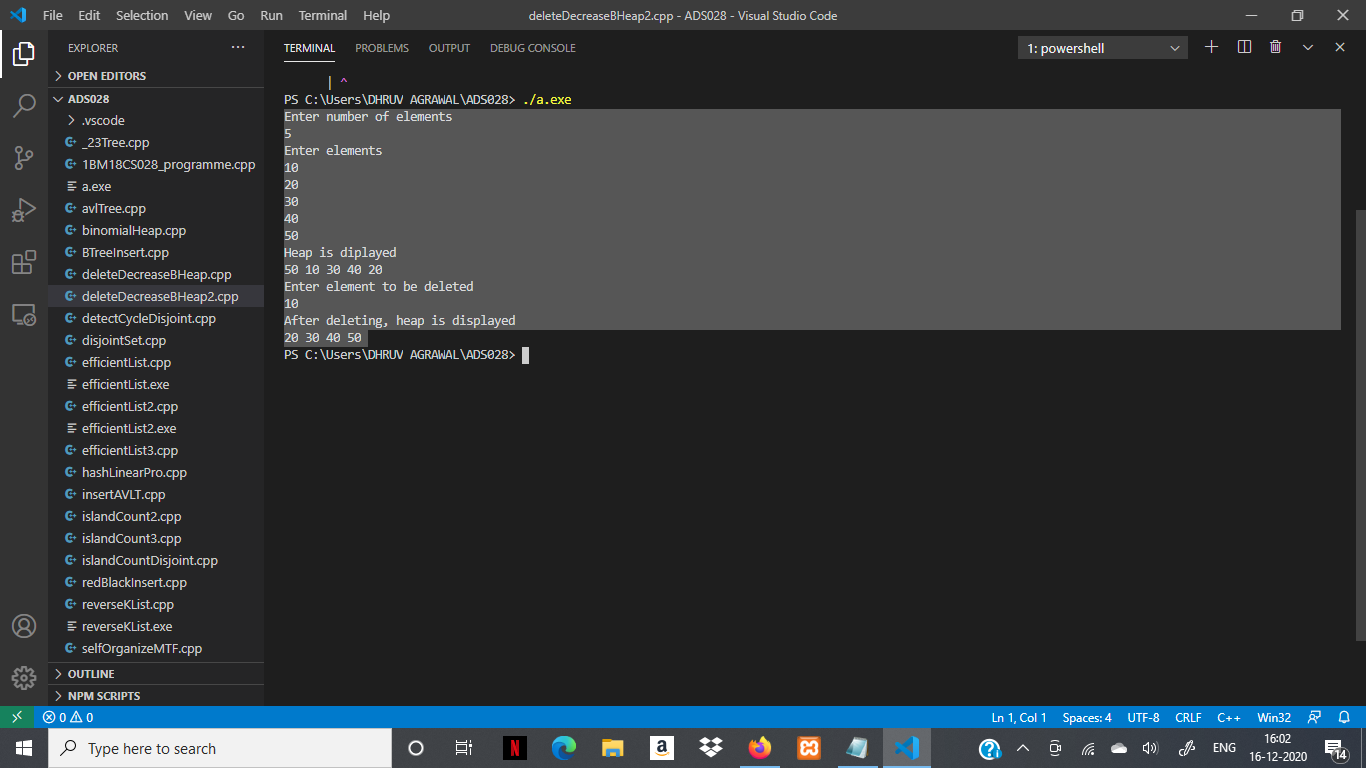 File Edit Selection View Go Run Terminal Help deleteDecreaseBHeap2.cpp - ADS028 - Visual Studio Code
EXPLORER
OPEN EDITORS
ADS028
.vscode
_23Tree.cpp
1BM18CS028_programme.cpp
a.exe
avlTree.cpp
binomialHeap.cpp
BTreeInsert.cpp
deleteDecreaseBHeap.cpp
deleteDecreaseBHeap2.cpp
detectCycleDisjoint.cpp
disjointSet.cpp
efficientList.cpp
efficientList.exe
efficientList2.cpp
efficientList2.exe
efficientList3.cpp
hashLinearPro.cpp
insertAVLT.cpp
islandCount2.cpp
islandCount3.cpp
islandCountDisjoint.cpp
redBlackInsert.cpp
reverseKList.cpp
reverseKList.exe
selfOrganizeMTF.cpp
OUTLINE
NPM SCRIPTS
TERMINAL PROBLEMS OUTPUT DEBUG CONSOLE 1: powershell
| ^
PS C:\Users\DHRUV AGRAWAL\ADS028> ./a.exe
Enter number of elements
5
Enter elements
10
20
30
40
50
Heap is diplayed
50 10 30 40 20
Enter element to be deleted
10
After deleting, heap is displayed
20 30 40 50
PS C:\Users\DHRUV AGRAWAL\ADS028>
0 0 Ln 1, Col 1 Spaces: 4 UTF-8 CRLF C++ Win32
Type here to search ENG 16:02
16-12-2020 14